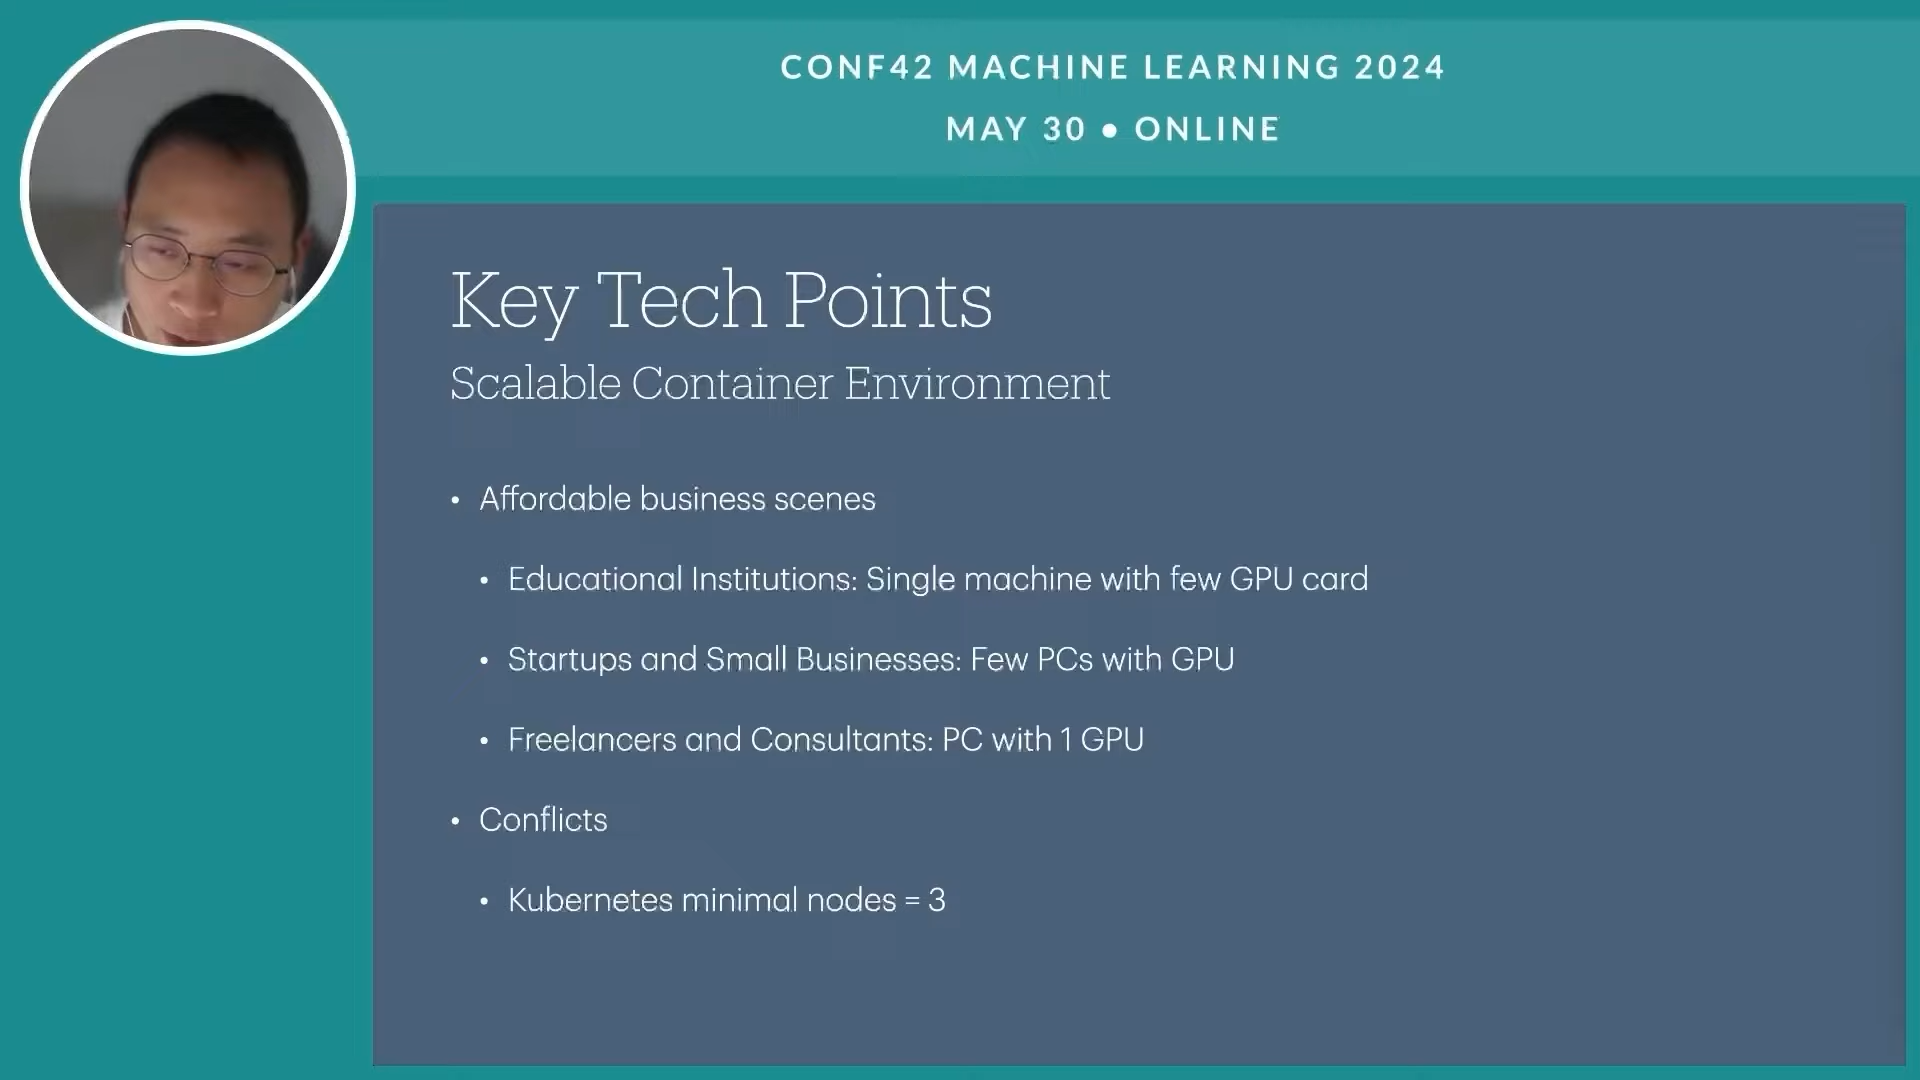 CONF42 MACHINE LEARNING 2024
MAY 30 ● ONLINE
Key Tech Points
Scalable Container Environment
• Affordable business scenes
• Educational Institutions: Single machine with few GPU card
• Startups and Small Businesses: Few PCs with GPU
• Freelancers and Consultants: PC with 1 GPU
• Conflicts
• Kubernetes minimal nodes = 3